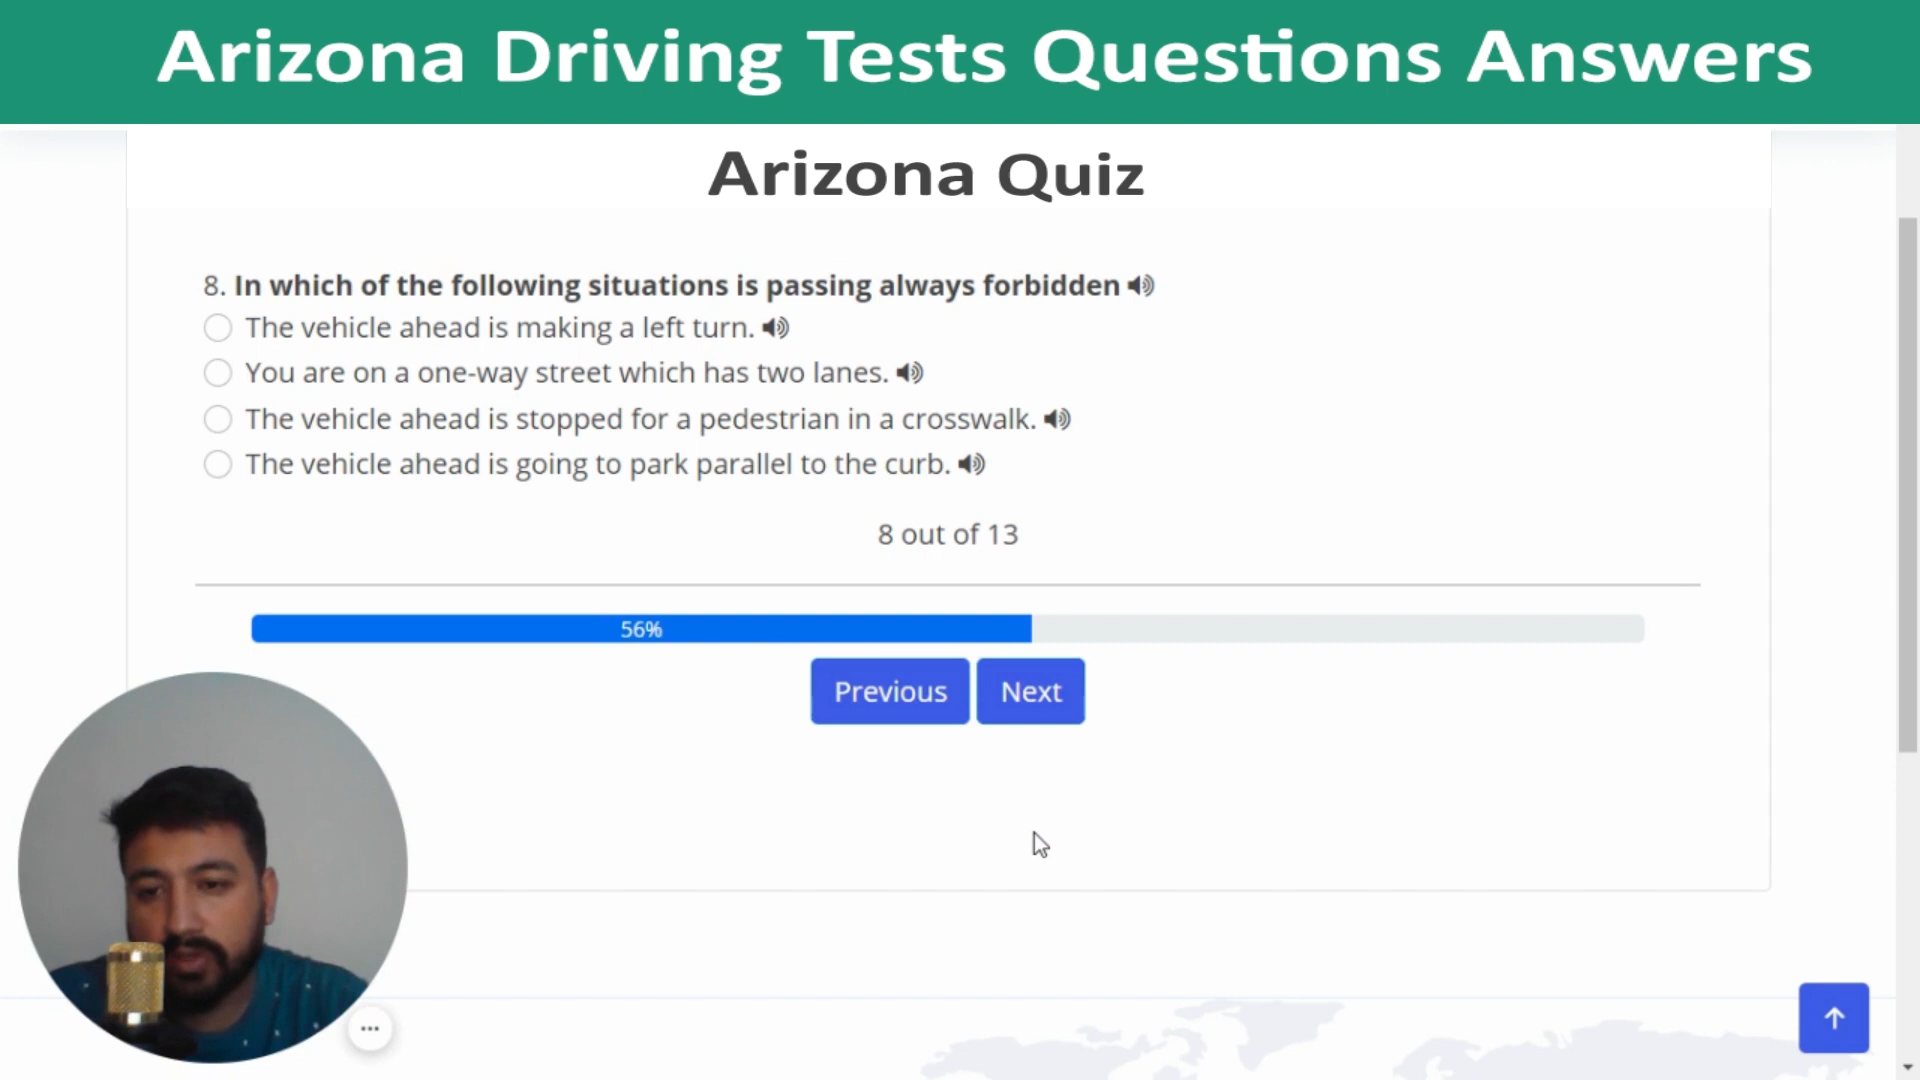 Arizona Driving Tests Questions Answers
Arizona Quiz
8. In which of the following situations is passing always forbidden
The vehicle ahead is making a left turn.
You are on a one-way street which has two lanes.
The vehicle ahead is stopped for a pedestrian in a crosswalk.
The vehicle ahead is going to park parallel to the curb.
8 out of 13
56%
Previous Next